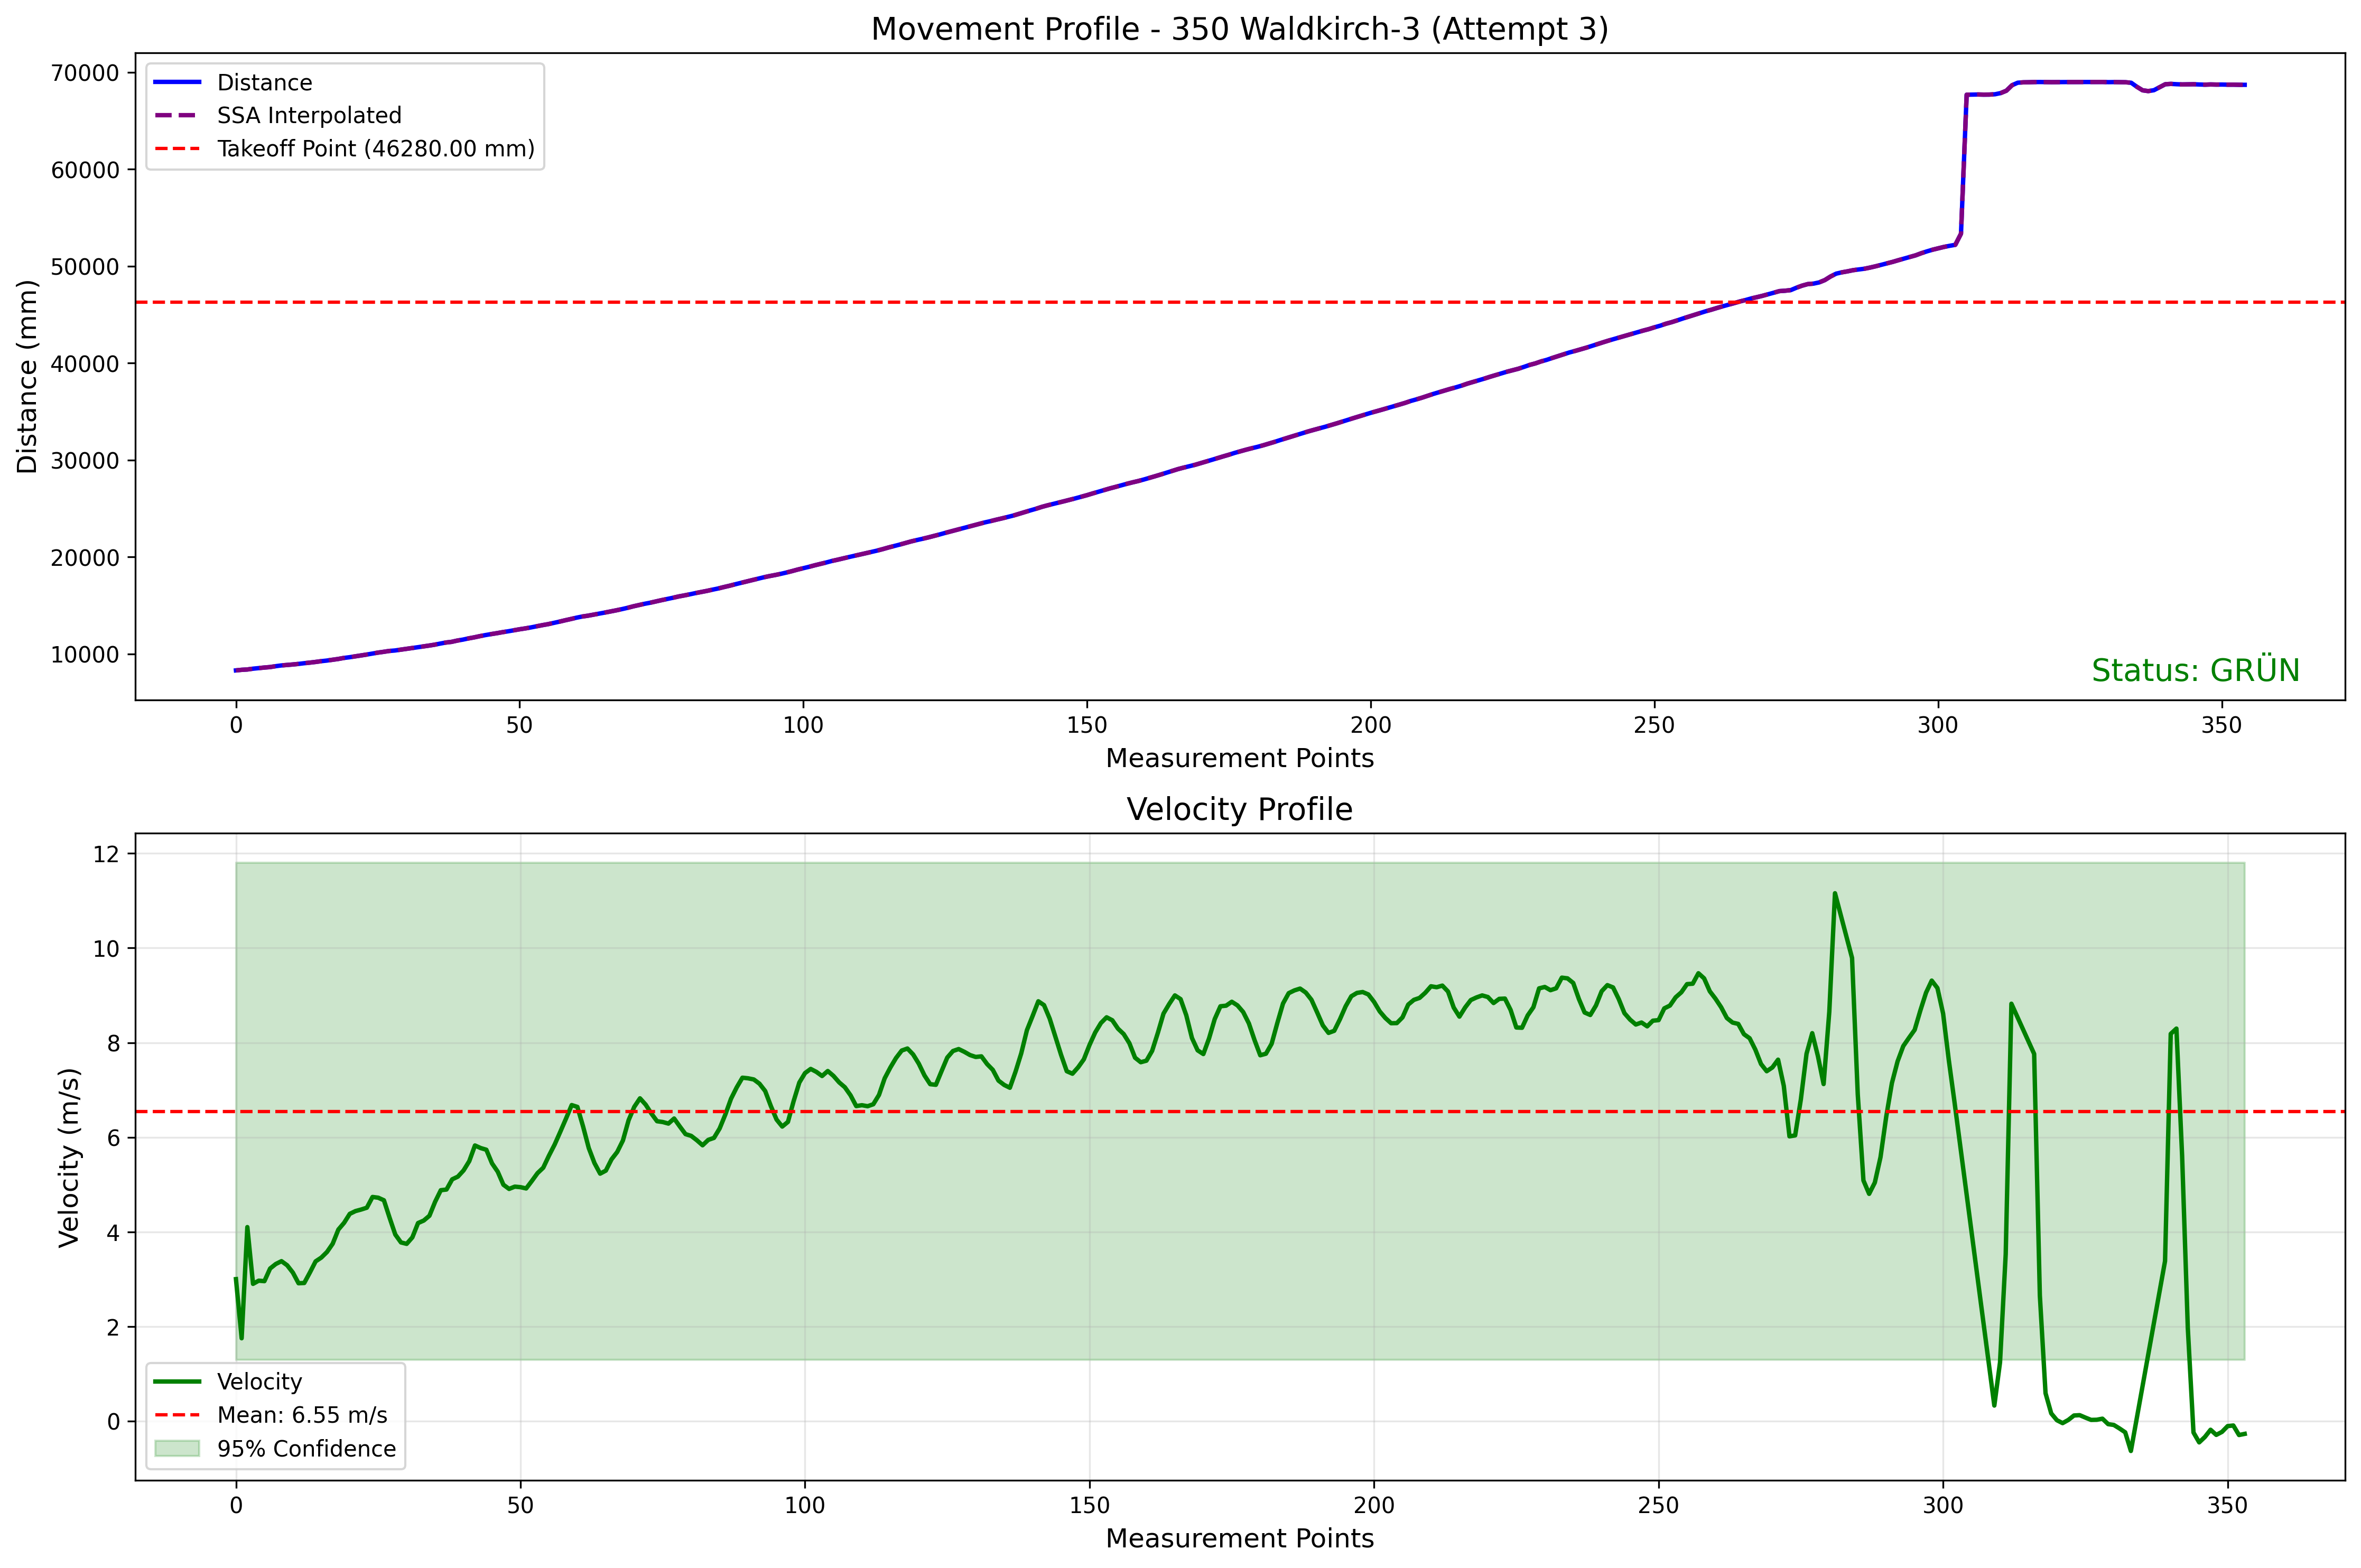 Movement Profile - 350 Waldkirch-3 (Attempt 3)
Distance (mm)
70000
60000
50000
40000
30000
20000
10000
Distance
SSA Interpolated
Takeoff Point (46280.00 mm)
Status: GRÜN
0 50 100 150 200 250 300 350
Measurement Points
Velocity Profile
Velocity (m/s)
12
10
8
6
4
2
0
Velocity
Mean: 6.55 m/s
95% Confidence
0 50 100 150 200 250 300 350
Measurement Points